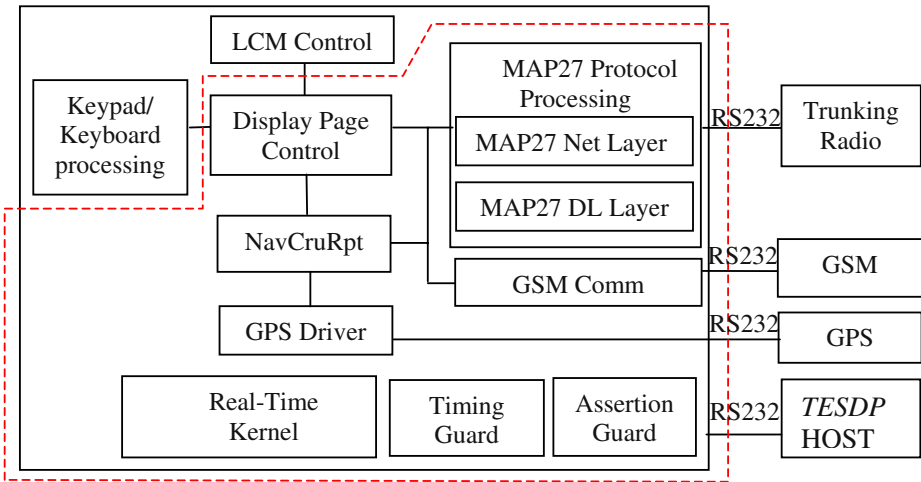 LCM Control
Keypad/
Keyboard
processing
Display Page
Control
MAP27 Protocol
Processing
MAP27 Net Layer
MAP27 DL Layer
RS232
Trunking
Radio
NavCruRpt
GSM Comm
RS232
GSM
GPS Driver
RS232
GPS
Real-Time
Kernel
Timing
Guard
Assertion
Guard
RS232
TESDP
HOST